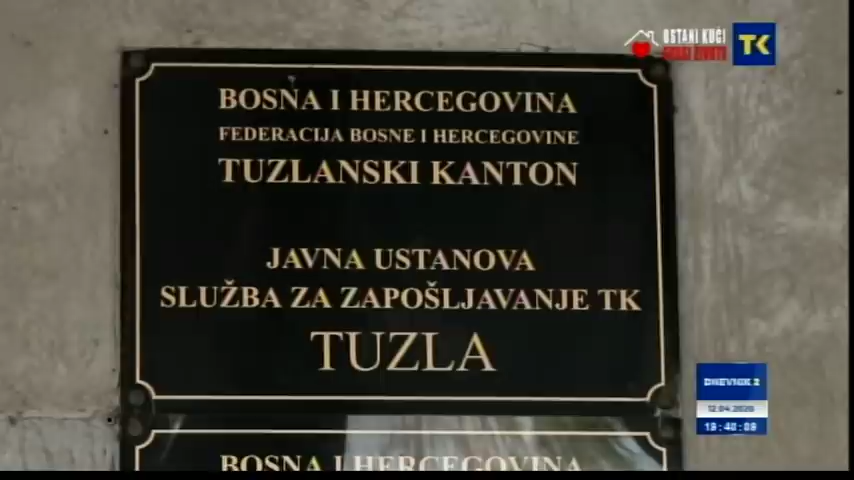 OSTANI KUĆI
TK
BOSNA I HERCEGOVINA
FEDERACIJA BOSNE I HERCEGOVINE
TUZLANSKI KANTON
JAVNA USTANOVA
SLUŽBA ZA ZAPOŠLJAVANJE TK
TUZLA
DNEVNIK 2
12.04.2020
19:40:09
BOSNA I HERCEGOVINA